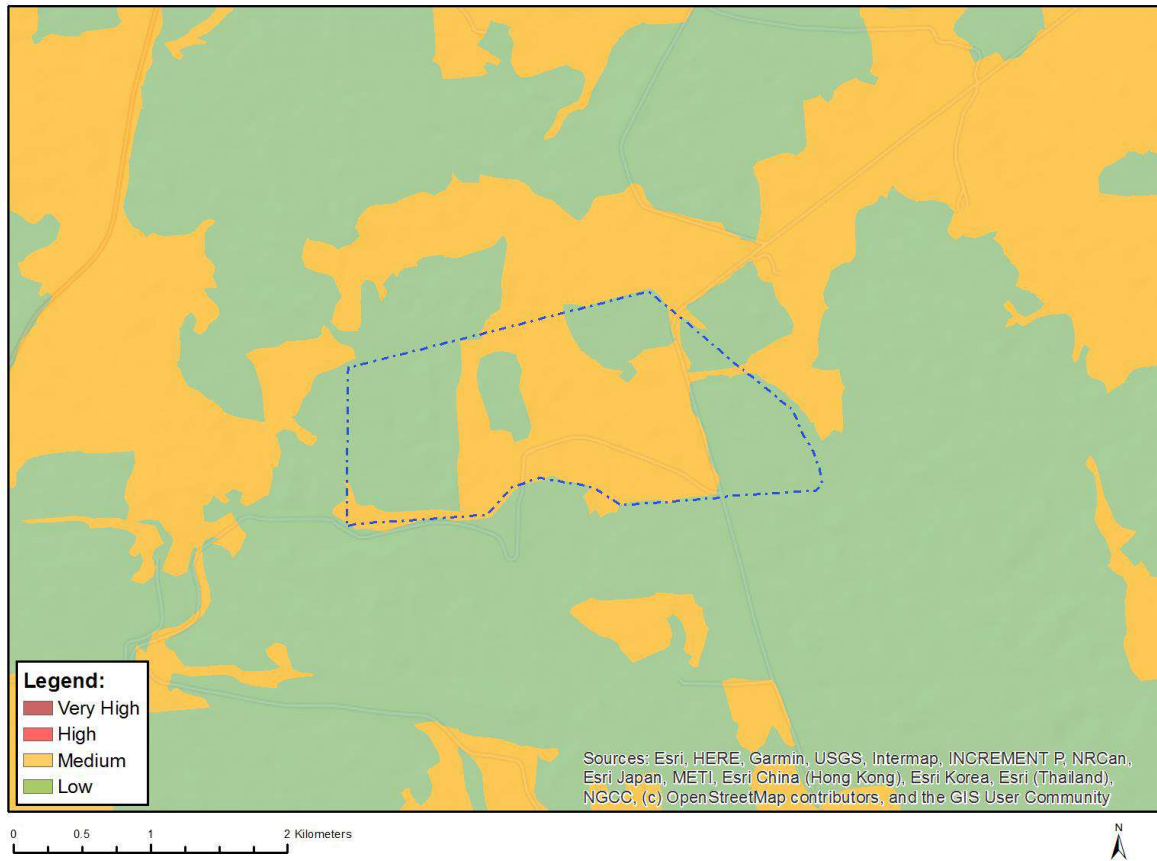 Legend:
Very High
High
Medium
Low
Sources: Esri, HERE, Garmin, USGS, Intermap, INCREMENT P, NRCan,
Esri Japan, METI, Esri China (Hong Kong), Esri Korea, Esri (Thailand),
NGCC, (c) OpenStreetMap contributors, and the GIS User Community
0 0.5 1 2 Kilometers
N